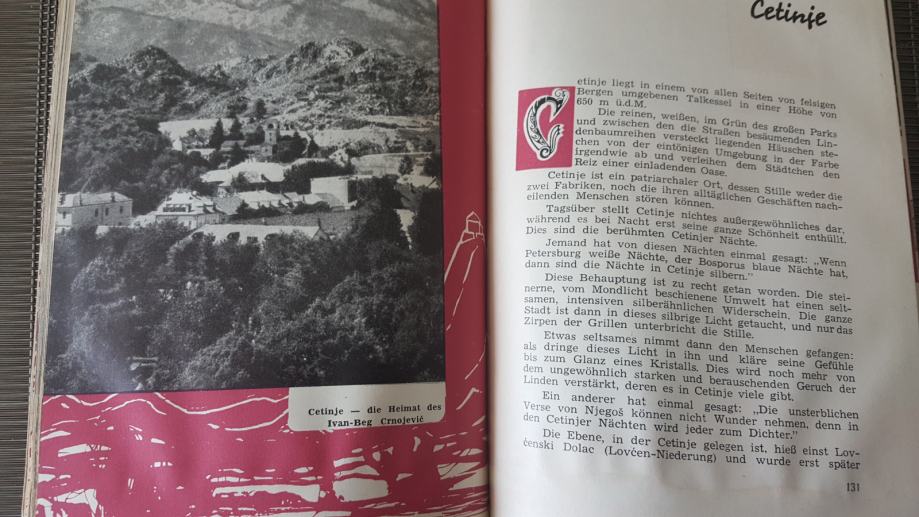 Cetinje — die Heimat des
Ivan-Beg Crnojević
Cetinje
Cetinje liegt in einem von allen Seiten von felsigen
Bergen umgebenen Talkessel in einer Höhe von
650 m ü.d.M.
Die reinen, weißen, im Grün des großen Parks
und zwischen den die Straßen besäumenden Lin-
denbaumreihen versteckt liegenden Häuschen ste-
chen von der eintönigen Umgebung in der Farbe
irgendwie ab und verleihen dem Städtchen den
Reiz einer einladenden Oase.
Cetinje ist ein patriarchaler Ort, dessen Stille weder die
zwei Fabriken, noch die ihren alltäglichen Geschäften nach-
eilenden Menschen stören können.
Tagsüber stellt Cetinje nichtes außergewöhnliches dar,
während es bei Nacht erst seine ganze Schönheit enthüllt.
Dies sind die berühmten Cetinjer Nächte.
Jemand hat von diesen Nächten einmal gesagt: „Wenn
Petersburg weiße Nächte, der Bosporus blaue Nächte hat,
dann sind die Nächte in Cetinje silbern."
Diese Behauptung ist zu recht getan worden. Die stei-
nerne, vom Mondlicht beschienene Umwelt hat einen selt-
samen, intensiven silberähnlichen Widerschein. Die ganze
Stadt ist dann in dieses silbrige Licht getaucht, und nur das
Zirpen der Grillen unterbricht die Stille.
Etwas seltsames nimmt dann den Menschen gefangen:
als dringe dieses Licht in ihn und kläre seine Gefühle
bis zum Glanz eines Kristalls. Dies wird noch mehr von
dem ungewöhnlich starken und berauschenden Geruch der
Linden verstärkt, deren es in Cetinje viele gibt.
Ein anderer hat einmal gesagt: „Die unsterblichen
Verse von Njegoš können nicht Wunder nehmen, denn in
den Cetinjer Nächten wird jeder zum Dichter."
Die Ebene, in der Cetinje gelegen ist, hieß einst Lov-
ćenski Dolac (Lovćen-Niederung) und wurde erst später
131